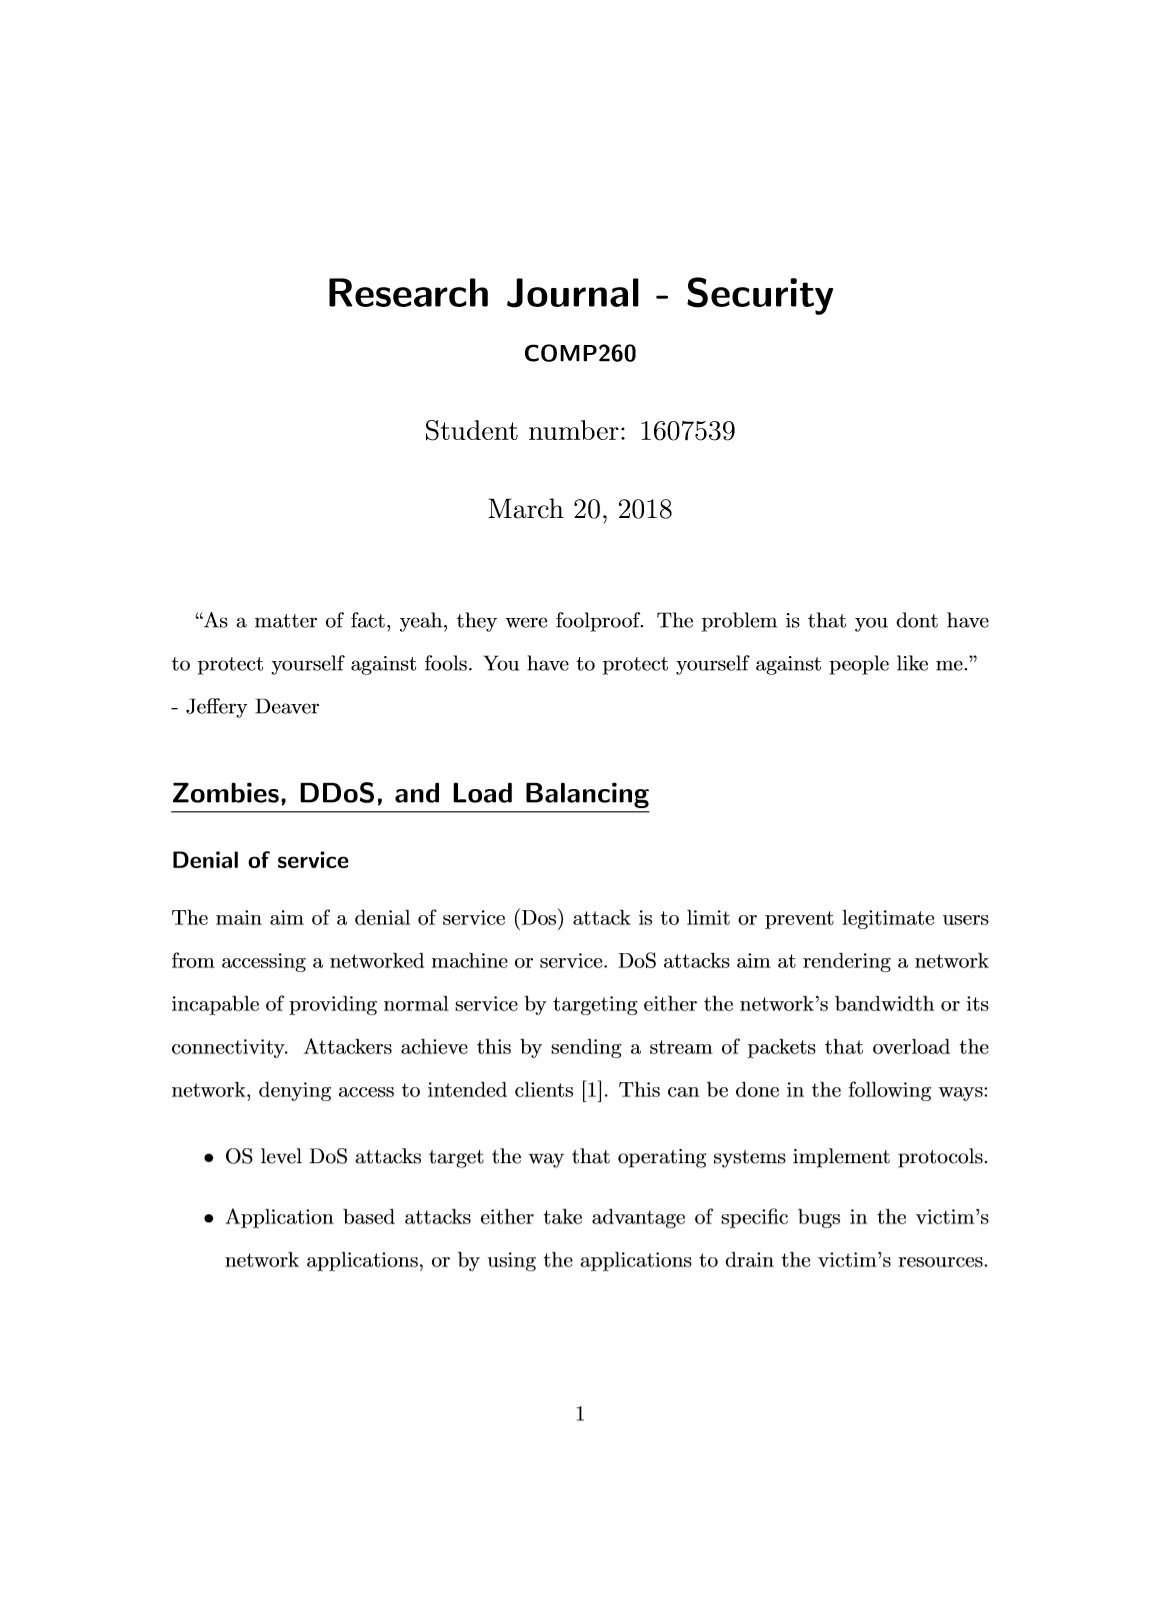 Research Journal - Security
COMP260
Student number: 1607539
March 20, 2018
“As a matter of fact, yeah, they were foolproof. The problem is that you dont have
to protect yourself against fools. You have to protect yourself against people like me.”
- Jeffery Deaver
Zombies, DDoS, and Load Balancing
Denial of service
The main aim of a denial of service (Dos) attack is to limit or prevent legitimate users
from accessing a networked machine or service. DoS attacks aim at rendering a network
incapable of providing normal service by targeting either the network’s bandwidth or its
connectivity. Attackers achieve this by sending a stream of packets that overload the
network, denying access to intended clients [1]. This can be done in the following ways:
• OS level DoS attacks target the way that operating systems implement protocols.
• Application based attacks either take advantage of specific bugs in the victim’s
network applications, or by using the applications to drain the victim’s resources.
1